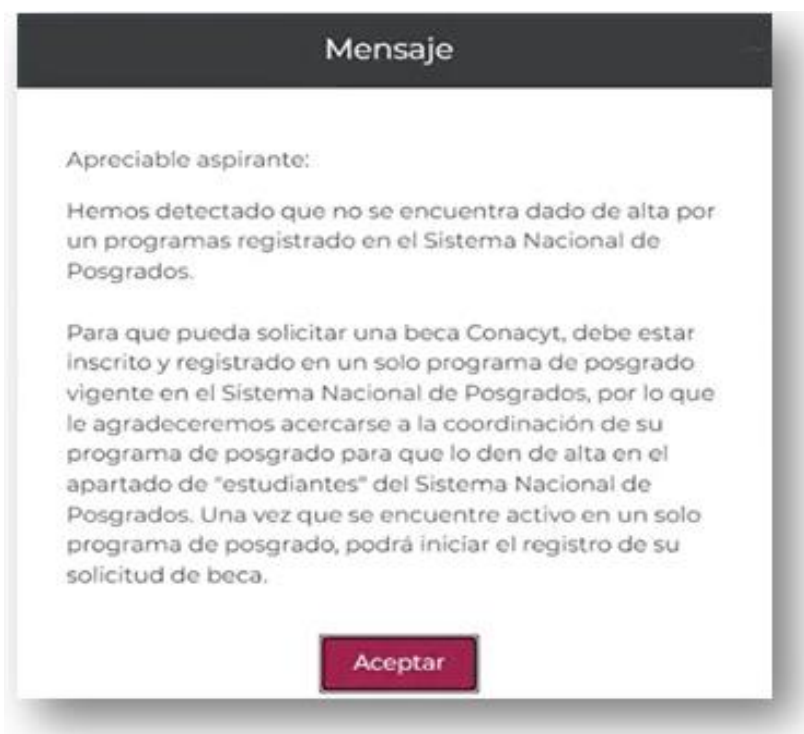 Mensaje
Apreciable aspirante:
Hemos detectado que no se encuentra dado de alta por
un programas registrado en el Sistema Nacional de
Posgrados.
Para que pueda solicitar una beca Conacyt, debe estar
inscrito y registrado en un solo programa de posgrado
vigente en el Sistema Nacional de Posgrados, por lo que
le agradeceremos acercarse a la coordinación de su
programa de posgrado para que lo den de alta en el
apartado de "estudiantes" del Sistema Nacional de
Posgrados. Una vez que se encuentre activo en un solo
programa de posgrado, podrá iniciar el registro de su
solicitud de beca.
Aceptar